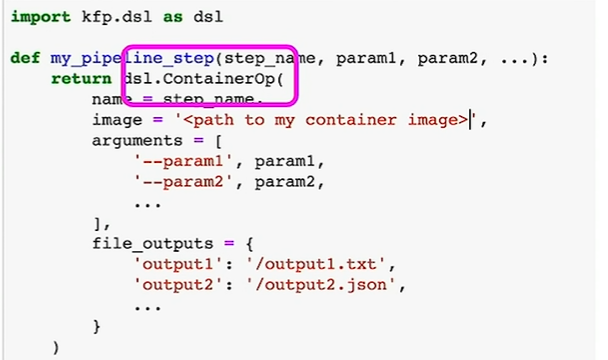 import kfp.dsl as dsl
def my_pipeline_step(step_name, param1, param2, ...):
return dsl.ContainerOp(
name = step_name,
image = '<path to my container image>',
arguments = [
'--param1', param1,
'--param2', param2,
...
],
file_outputs = {
'output1': '/output1.txt',
'output2': '/output2.json',
...
}
)